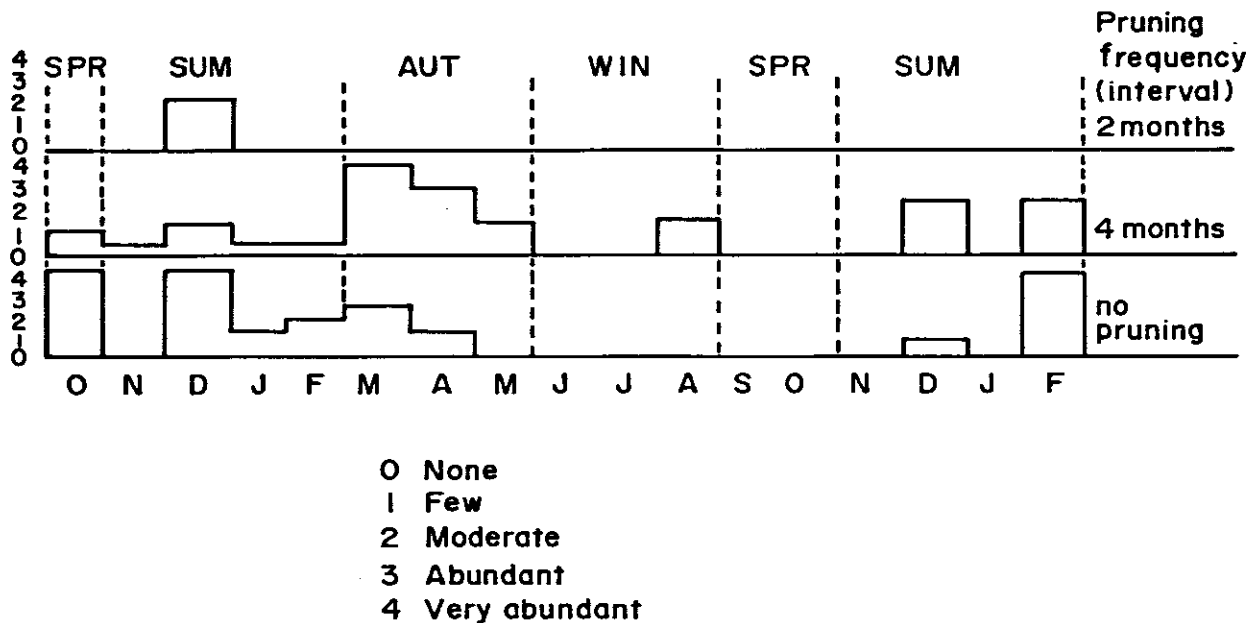 SPR SUM AUT WIN SPR SUM
Pruning
frequency
(interval)
2 months
4
3
2
1
0
4 months
4
3
2
1
0
no
pruning
4
3
2
1
0
O N D J F M A M J J A S O N D J F
0 None
1 Few
2 Moderate
3 Abundant
4 Very abundant